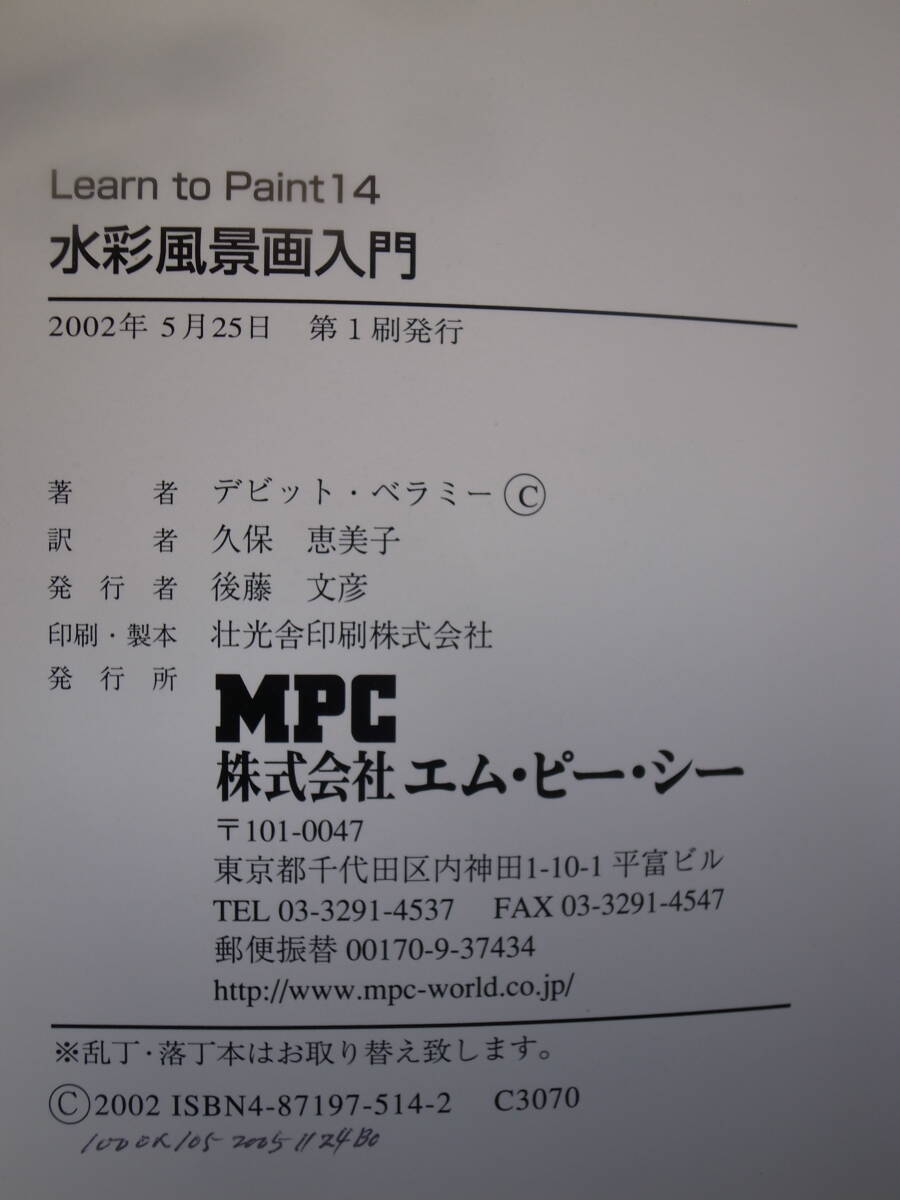 Learn to Paint14
水彩風景画入門
2002年 5月25日 第1刷発行
著者 デビット・ベラミー Ⓒ
訳者 久保 恵美子
発行者 後藤 文彦
印刷・製本 壮光舎印刷株式会社
発行所 MPC
株式会社エム・ピー・シー
〒101-0047
東京都千代田区内神田1-10-1 平富ビル
TEL 03-3291-4537 FAX 03-3291-4547
郵便振替 00170-9-37434
http://www.mpc-world.co.jp/
※乱丁・落丁本はお取り替え致します。
Ⓒ2002 ISBN4-87197-514-2 C3070
105 2005 11 24